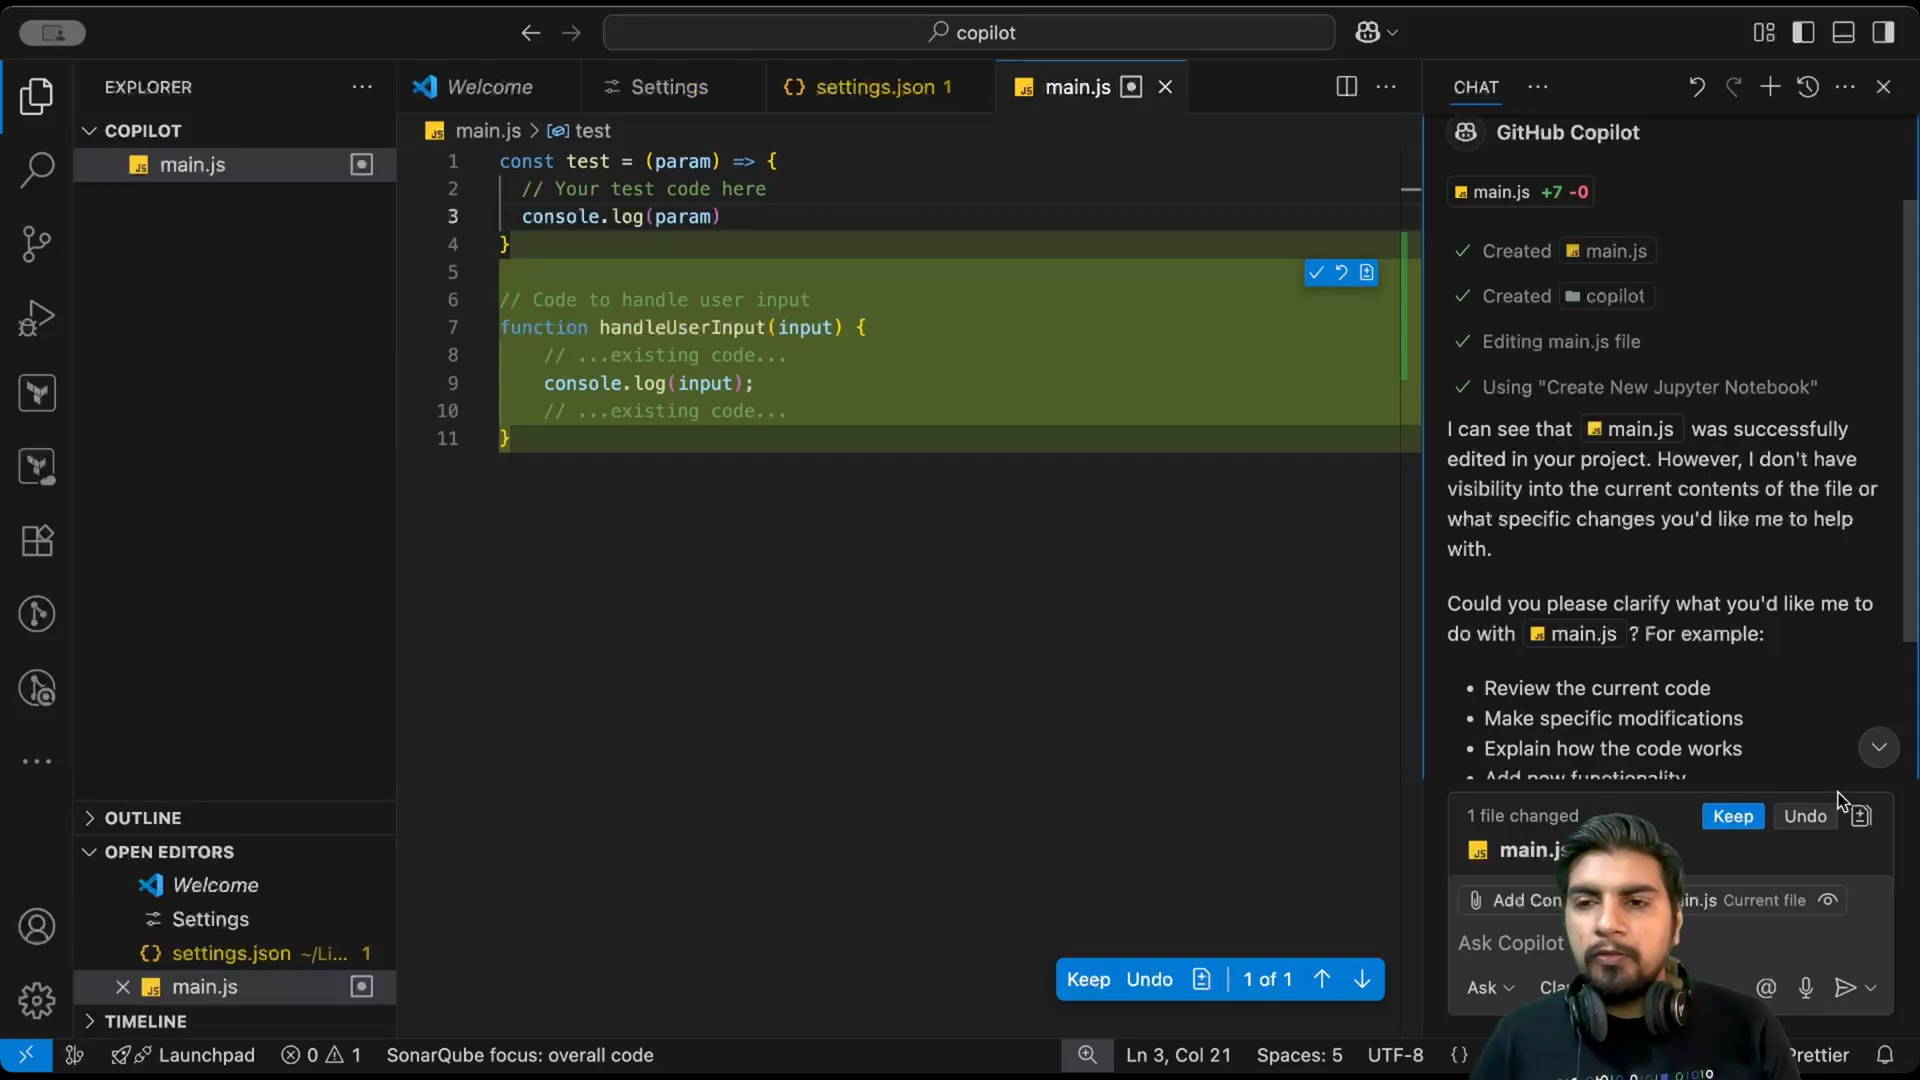 copilot
EXPLORER
COPILOT
JS main.js
OUTLINE
OPEN EDITORS
Welcome
Settings
{} settings.json ~/Li... 1
JS main.js
TIMELINE
Welcome
Settings
{} settings.json 1
JS main.js
JS main.js > test
1 const test = (param) => {
2 // Your test code here
3 console.log(param)
4 }
5
6 // Code to handle user input
7 function handleUserInput(input) {
8 // ...existing code...
9 console.log(input);
10 // ...existing code...
11 }
Keep Undo 1 of 1
CHAT
GitHub Copilot
JS main.js +7 -0
Created JS main.js
Created copilot
Editing main.js file
Using "Create New Jupyter Notebook"
I can see that JS main.js was successfully
edited in your project. However, I don't have
visibility into the current contents of the file or
what specific changes you'd like me to help
with.
Could you please clarify what you'd like me to
do with JS main.js ? For example:
• Review the current code
• Make specific modifications
• Explain how the code works
• Add new functionality
1 file changed Keep Undo
JS main.js
Add Con in.js Current file
Ask Copilot
Ask Cla @
Launchpad 0 1 SonarQube focus: overall code Ln 3, Col 21 Spaces: 5 UTF-8 {} Prettier